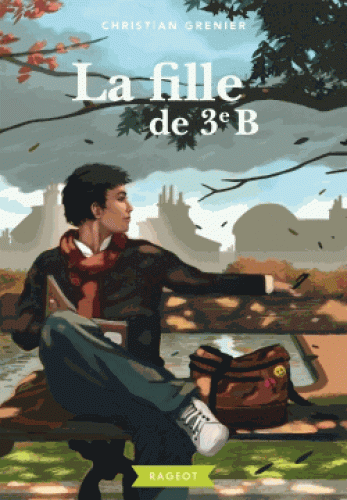 CHRISTIAN GRENIER
La fille
de 3e B
RAGEOT